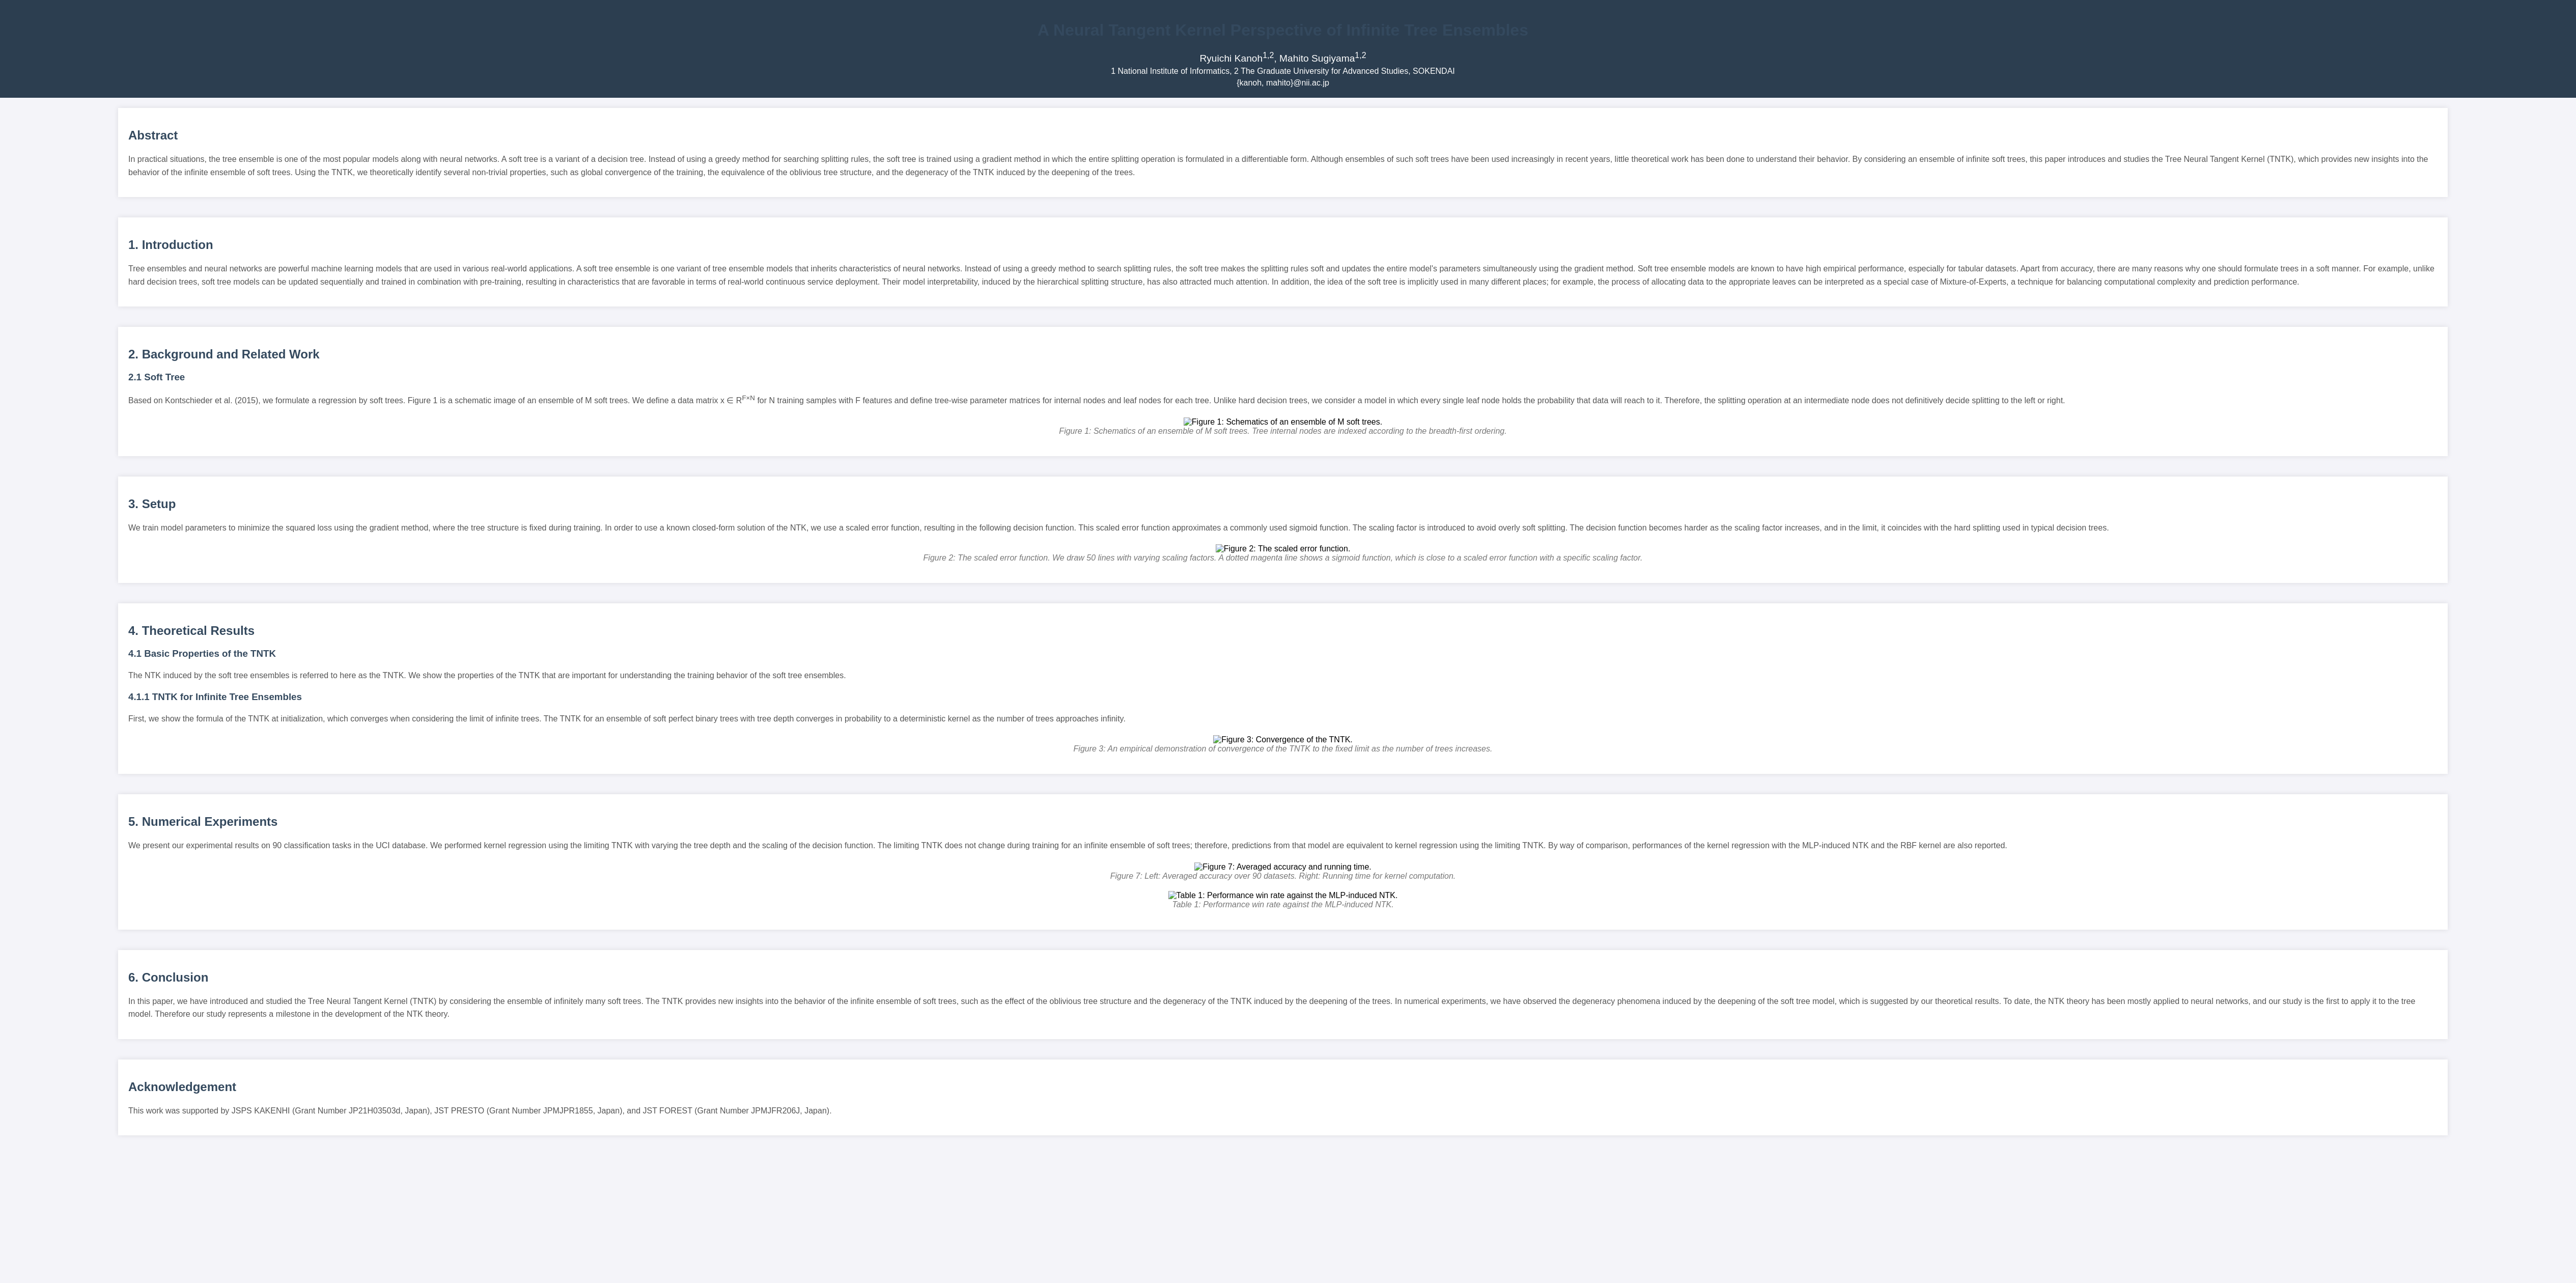 A Neural Tangent Kernel Perspective of Infinite Tree Ensembles
Ryuichi Kanoh1,2, Mahito Sugiyama1,2
1 National Institute of Informatics, 2 The Graduate University for Advanced Studies, SOKENDAI
{kanoh, mahito}@nii.ac.jp
Abstract
In practical situations, the tree ensemble is one of the most popular models along with neural networks. A soft tree is a variant of a decision tree. Instead of using a greedy method for searching splitting rules, the soft tree is trained using a gradient method in which the entire splitting operation is formulated in a differentiable form. Although ensembles of such soft trees have been used increasingly in recent years, little theoretical work has been done to understand their behavior. By considering an ensemble of infinite soft trees, this paper introduces and studies the Tree Neural Tangent Kernel (TNTK), which provides new insights into the
behavior of the infinite ensemble of soft trees. Using the TNTK, we theoretically identify several non-trivial properties, such as global convergence of the training, the equivalence of the oblivious tree structure, and the degeneracy of the TNTK induced by the deepening of the trees.
1. Introduction
Tree ensembles and neural networks are powerful machine learning models that are used in various real-world applications. A soft tree ensemble is one variant of tree ensemble models that inherits characteristics of neural networks. Instead of using a greedy method to search splitting rules, the soft tree makes the splitting rules soft and updates the entire model's parameters simultaneously using the gradient method. Soft tree ensemble models are known to have high empirical performance, especially for tabular datasets. Apart from accuracy, there are many reasons why one should formulate trees in a soft manner. For example, unlike
hard decision trees, soft tree models can be updated sequentially and trained in combination with pre-training, resulting in characteristics that are favorable in terms of real-world continuous service deployment. Their model interpretability, induced by the hierarchical splitting structure, has also attracted much attention. In addition, the idea of the soft tree is implicitly used in many different places; for example, the process of allocating data to the appropriate leaves can be interpreted as a special case of Mixture-of-Experts, a technique for balancing computational complexity and prediction performance.
2. Background and Related Work
2.1 Soft Tree
Based on Kontschieder et al. (2015), we formulate a regression by soft trees. Figure 1 is a schematic image of an ensemble of M soft trees. We define a data matrix x ∈ RF×N for N training samples with F features and define tree-wise parameter matrices for internal nodes and leaf nodes for each tree. Unlike hard decision trees, we consider a model in which every single leaf node holds the probability that data will reach to it. Therefore, the splitting operation at an intermediate node does not definitively decide splitting to the left or right.
Figure 1: Schematics of an ensemble of M soft trees.
Figure 1: Schematics of an ensemble of M soft trees. Tree internal nodes are indexed according to the breadth-first ordering.
3. Setup
We train model parameters to minimize the squared loss using the gradient method, where the tree structure is fixed during training. In order to use a known closed-form solution of the NTK, we use a scaled error function, resulting in the following decision function. This scaled error function approximates a commonly used sigmoid function. The scaling factor is introduced to avoid overly soft splitting. The decision function becomes harder as the scaling factor increases, and in the limit, it coincides with the hard splitting used in typical decision trees.
Figure 2: The scaled error function.
Figure 2: The scaled error function. We draw 50 lines with varying scaling factors. A dotted magenta line shows a sigmoid function, which is close to a scaled error function with a specific scaling factor.
4. Theoretical Results
4.1 Basic Properties of the TNTK
The NTK induced by the soft tree ensembles is referred to here as the TNTK. We show the properties of the TNTK that are important for understanding the training behavior of the soft tree ensembles.
4.1.1 TNTK for Infinite Tree Ensembles
First, we show the formula of the TNTK at initialization, which converges when considering the limit of infinite trees. The TNTK for an ensemble of soft perfect binary trees with tree depth converges in probability to a deterministic kernel as the number of trees approaches infinity.
Figure 3: Convergence of the TNTK.
Figure 3: An empirical demonstration of convergence of the TNTK to the fixed limit as the number of trees increases.
5. Numerical Experiments
We present our experimental results on 90 classification tasks in the UCI database. We performed kernel regression using the limiting TNTK with varying the tree depth and the scaling of the decision function. The limiting TNTK does not change during training for an infinite ensemble of soft trees; therefore, predictions from that model are equivalent to kernel regression using the limiting TNTK. By way of comparison, performances of the kernel regression with the MLP-induced NTK and the RBF kernel are also reported.
Figure 7: Averaged accuracy and running time.
Figure 7: Left: Averaged accuracy over 90 datasets. Right: Running time for kernel computation.
Table 1: Performance win rate against the MLP-induced NTK.
Table 1: Performance win rate against the MLP-induced NTK.
6. Conclusion
In this paper, we have introduced and studied the Tree Neural Tangent Kernel (TNTK) by considering the ensemble of infinitely many soft trees. The TNTK provides new insights into the behavior of the infinite ensemble of soft trees, such as the effect of the oblivious tree structure and the degeneracy of the TNTK induced by the deepening of the trees. In numerical experiments, we have observed the degeneracy phenomena induced by the deepening of the soft tree model, which is suggested by our theoretical results. To date, the NTK theory has been mostly applied to neural networks, and our study is the first to apply it to the tree
model. Therefore our study represents a milestone in the development of the NTK theory.
Acknowledgement
This work was supported by JSPS KAKENHI (Grant Number JP21H03503d, Japan), JST PRESTO (Grant Number JPMJPR1855, Japan), and JST FOREST (Grant Number JPMJFR206J, Japan).